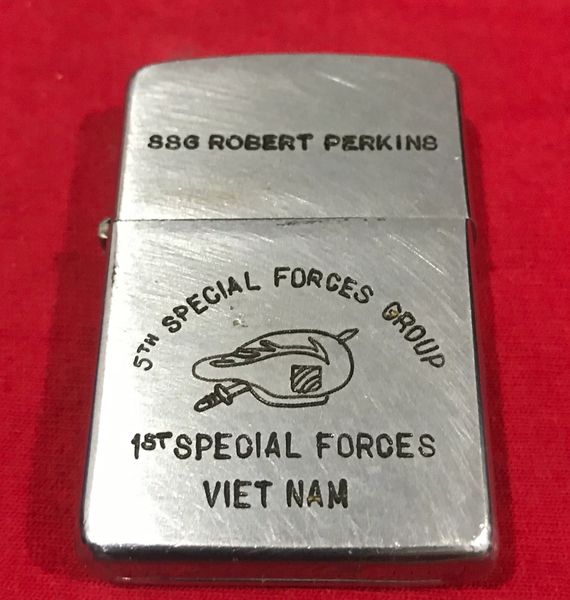 SSG ROBERT PERKINS
5TH SPECIAL FORCES GROUP
1ST SPECIAL FORCES
VIET NAM